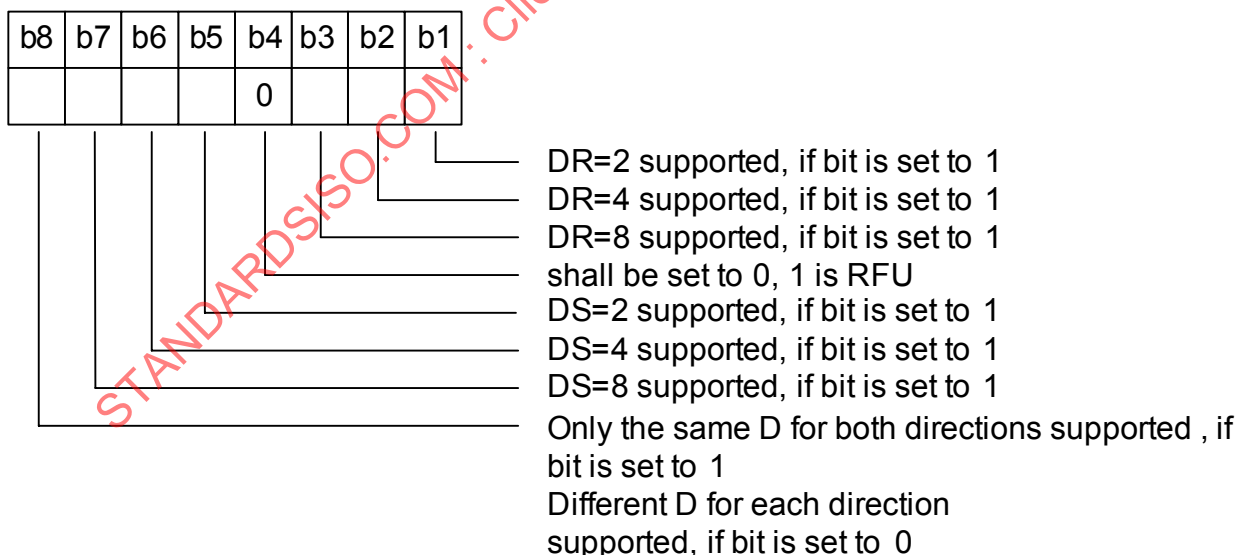 b8 b7 b6 b5 b4 b3 b2 b1
0
DR=2 supported, if bit is set to 1
DR=4 supported, if bit is set to 1
DR=8 supported, if bit is set to 1
shall be set to 0, 1 is RFU
DS=2 supported, if bit is set to 1
DS=4 supported, if bit is set to 1
DS=8 supported, if bit is set to 1
Only the same D for both directions supported , if
bit is set to 1
Different D for each direction
supported, if bit is set to 0
STANDARDSISO.COM :